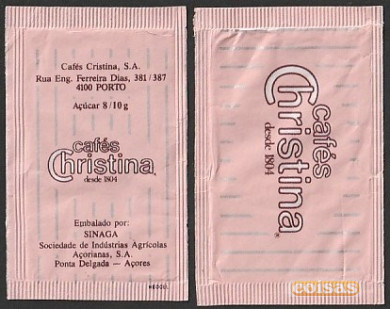 Cafés Cristina, S.A.
Rua Eng. Ferreira Dias, 381/387
4100 PORTO
Açúcar 8/10 g
cafés
Christina
desde 1804
Embalado por:
SINAGA
Sociedade de Indústrias Agrícolas
Açorianas, S.A.
Ponta Delgada — Açores
cafés
Christina
desde 1804
coisas